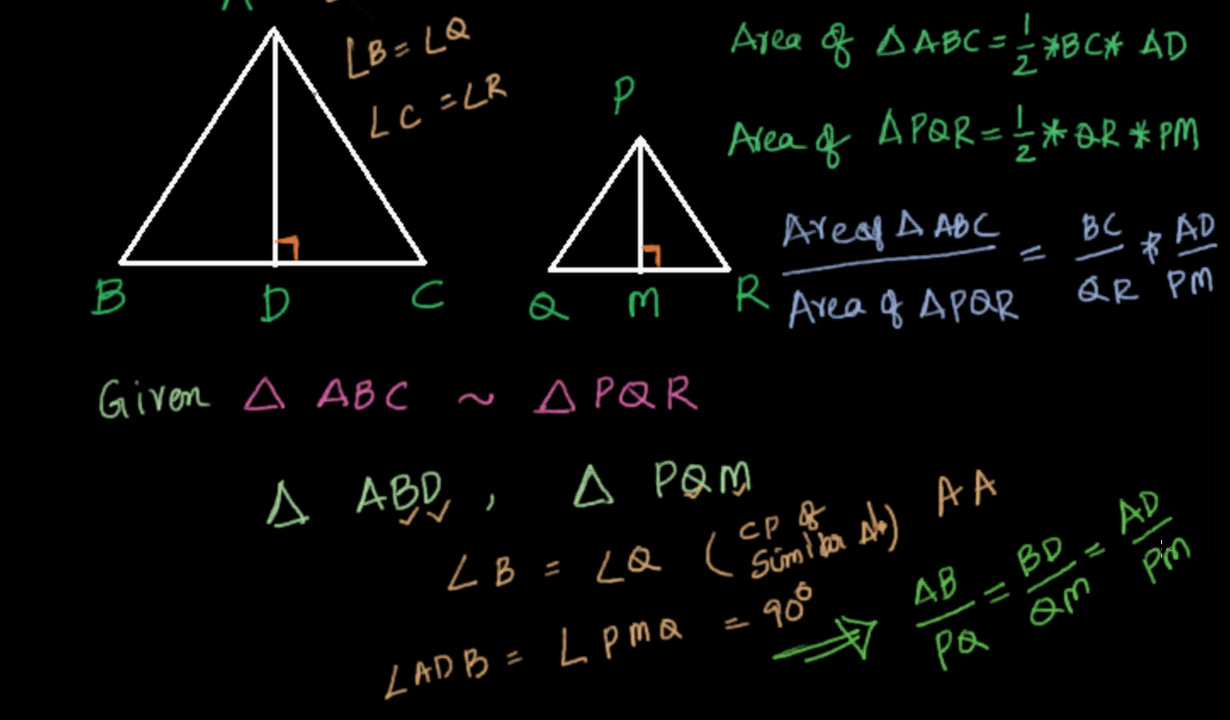 A
∠B = ∠Q
∠C = ∠R
P
B D C
Q M R
Area of Δ ABC = 1/2 * BC * AD
Area of Δ PQR = 1/2 * QR * PM
Area of Δ ABC / Area of Δ PQR = BC/QR * AD/PM
Given Δ ABC ~ Δ PQR
Δ ABD , Δ PQM
∠B = ∠Q (CP of Similar Δs) AA
∠ADB = ∠PMQ = 90°
⇒ AB/PQ = BD/QM = AD/PM